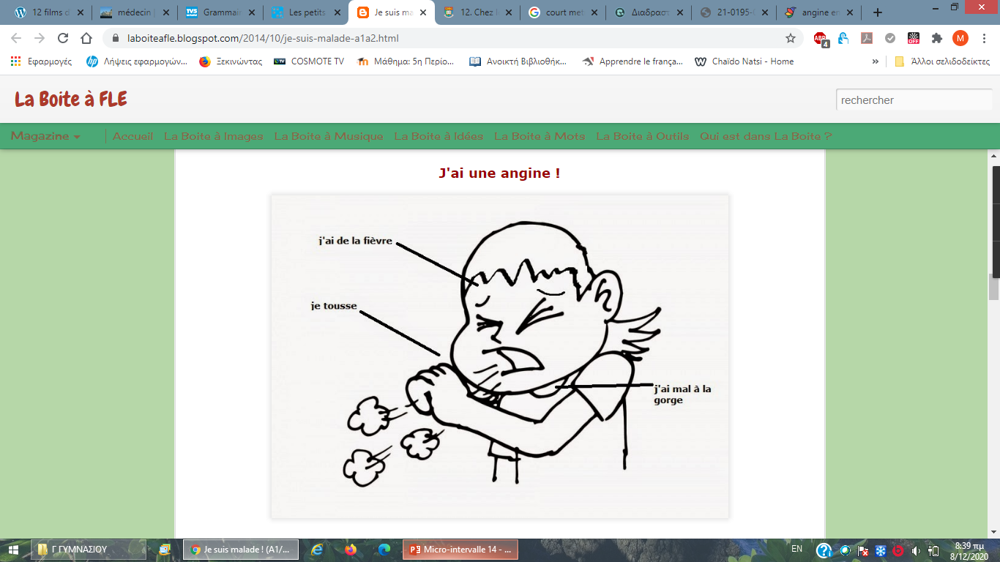 12 films d
médecin
Grammair
Les petits
Je suis ma
12. Chez l
court met
Διαδραστ
21-0195-
angine en
laboiteafle.blogspot.com/2014/10/je-suis-malade-a1a2.html
ABP
4
OFF
M
Εφαρμογές
Λήψεις εφαρμογών...
Ξεκινώντας
COSMOTE TV
Μάθημα: 5η Περίο...
Ανοικτή Βιβλιοθήκ...
Apprendre le frança...
Chaïdo Natsi - Home
»
Άλλοι σελιδοδείκτες
La Boite à FLE
rechercher
Magazine
Accueil
La Boite à Images
La Boite à Musique
La Boite à Idées
La Boite à Mots
La Boite à Outils
Qui est dans La Boite ?
J'ai une angine !
j'ai de la fièvre
je tousse
j'ai mal à la
gorge
Γ ΓΥΜΝΑΣΙΟΥ
Je suis malade ! (A1/...
Micro-intervalle 14 - ...
EN
8:39 πμ
8/12/2020